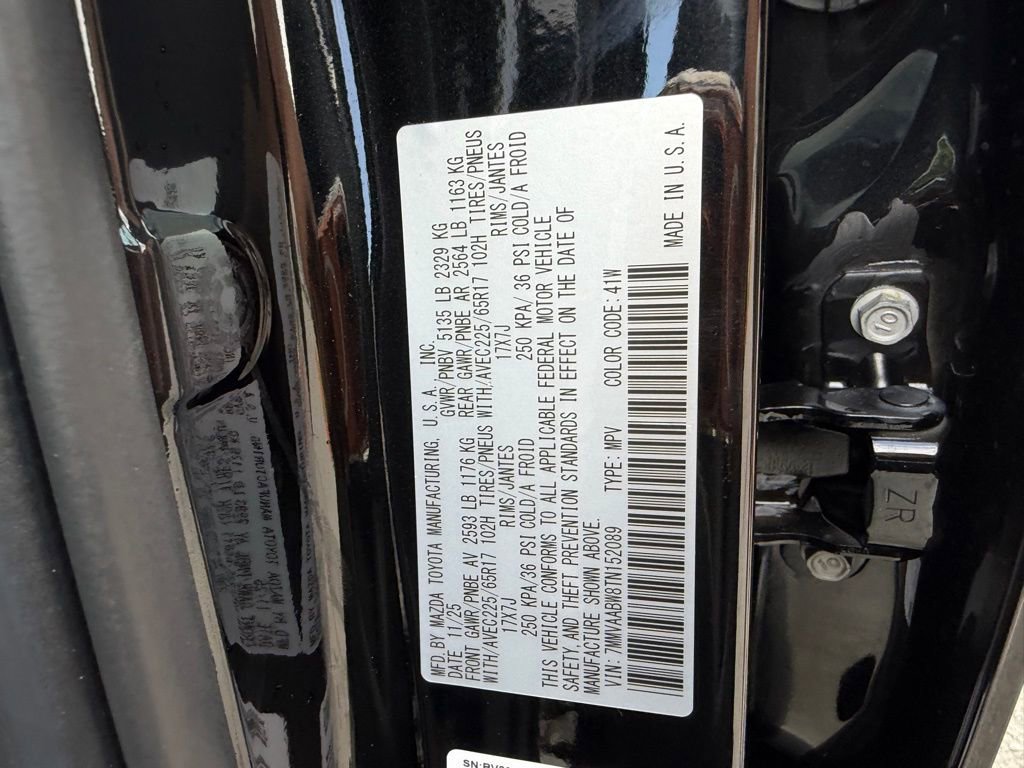 MFD. BY MAZDA TOYOTA MANUFACTURING, U.S.A. INC.
DATE 11/25 GVWR/PNBV 5135 LB 2329 KG
FRONT GAWR/PNBE AV 2593 LB 1176 KG REAR GAWR/PNBE AR 2564 LB 1163 KG
WITH/AVEC225/65R17 102H TIRES/PNEUS WITH/AVEC225/65R17 102H TIRES/PNEUS
17X7J RIMS/JANTES 17X7J RIMS/JANTES
250 KPA/36 PSI COLD/A FROID 250 KPA/ 36 PSI COLD/A FROID
THIS VEHICLE CONFORMS TO ALL APPLICABLE FEDERAL MOTOR VEHICLE
SAFETY, AND THEFT PREVENTION STANDARDS IN EFFECT ON THE DATE OF
MANUFACTURE SHOWN ABOVE.
VIN: 7MMVAABW8TN152089 TYPE: MPV COLOR CODE: 41W
MADE IN U.S.A.
10
ZR
10